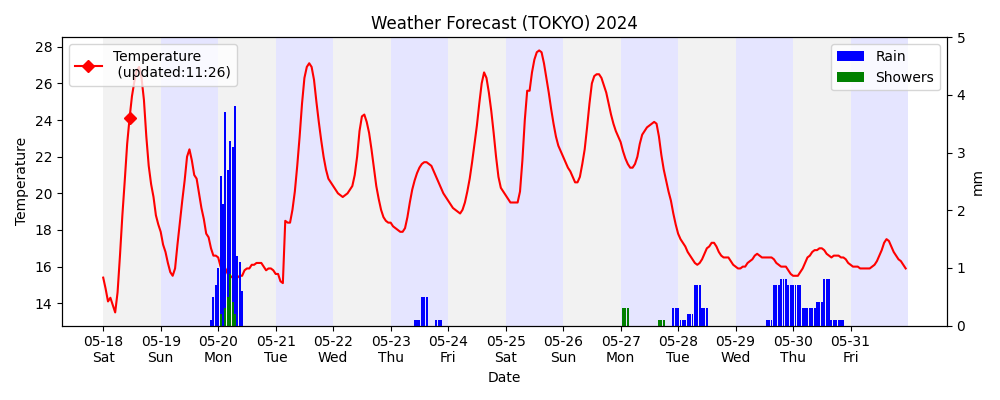 Weather Forecast (TOKYO) 2024
Temperature
(updated:11:26)
Rain
Showers
Temperature
28
26
24
22
20
18
16
14
5
4
3
2
1
0
mm
05-18 05-19 05-20 05-21 05-22 05-23 05-24 05-25 05-26 05-27 05-28 05-29 05-30 05-31
Sat Sun Mon Tue Wed Thu Fri Sat Sun Mon Tue Wed Thu Fri
Date